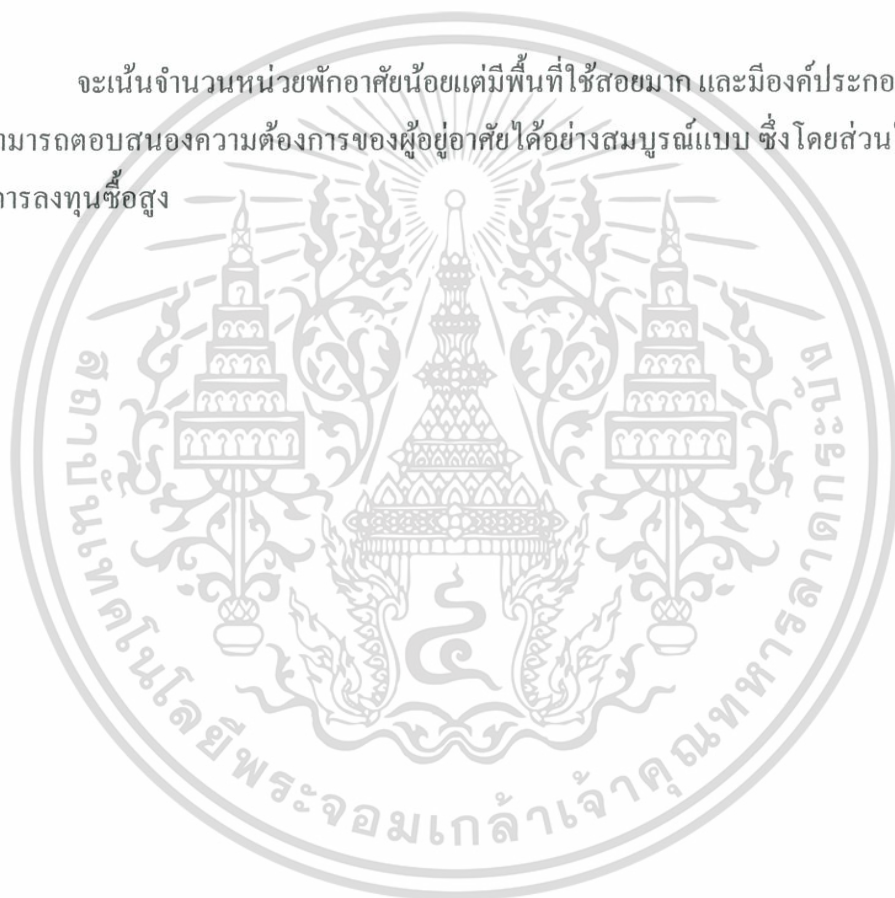 จะเน้นจำนวนหน่วยพักอาศัยน้อยแต่มีพื้นที่ใช้สอยมาก และมีองค์ประกอ
ามารถตอบสนองความต้องการของผู้อยู่อาศัยได้อย่างสมบูรณ์แบบ ซึ่งโดยส่วนใ
การลงทุนซื้อสูง
สถาบันเทคโนโลยีพระจอมเกล้าเจ้าคุณทหารลาดกระบัง
๔